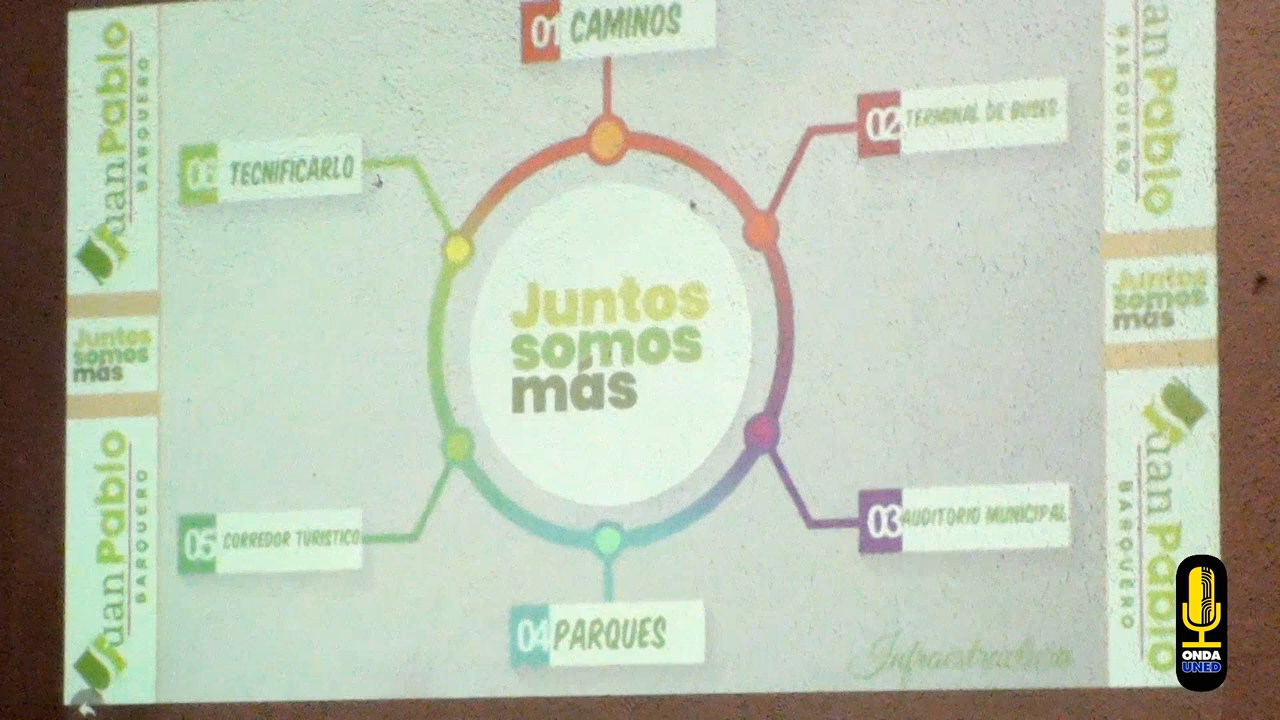 01 CAMINOS
02 TERMINAL DE BUSES
03 AUDITORIO MUNICIPAL
04 PARQUES
05 CORREDOR TURISTICO
06 TECNIFICARLO
Juntos
somos
más
Infraestructura
Juan Pablo
BARQUERO
Juntos
somos
más
Juan Pablo
BARQUERO
Juan Pablo
BARQUERO
Juntos
somos
más
Juan Pablo
BARQUERO
ONDA
UNED